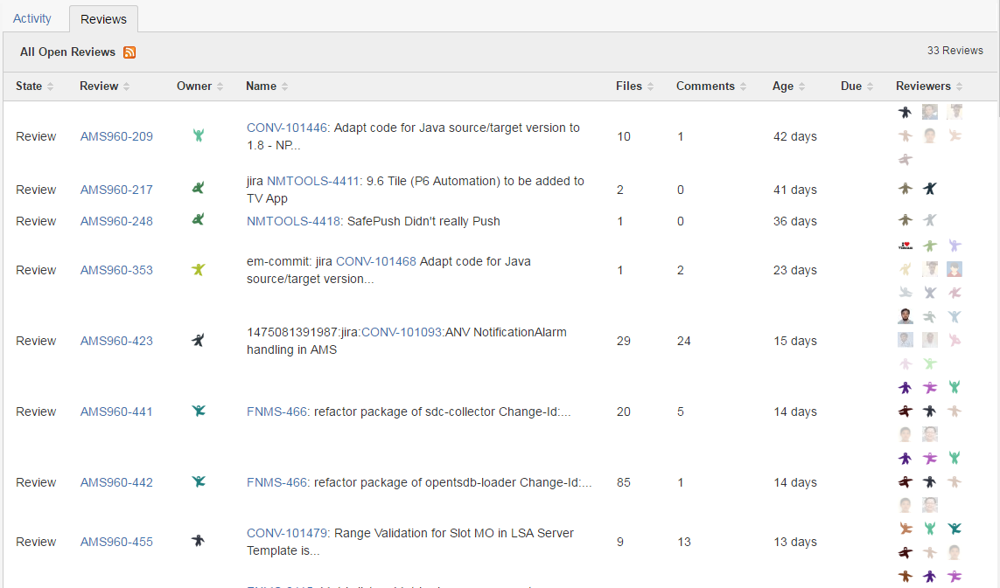 Activity Reviews
All Open Reviews 33 Reviews
State Review Owner Name Files Comments Age Due Reviewers
CONV-101446: Adapt code for Java source/target version to
Review AMS960-209 10 1 42 days
1.8 - NP...
jira NMTOOLS-4411: 9.6 Tile (P6 Automation) to be added to
Review AMS960-217 2 0 41 days
TV App
Review AMS960-248 NMTOOLS-4418: SafePush Didn't really Push 1 0 36 days
em-commit: jira CONV-101468 Adapt code for Java
Review AMS960-353 1 2 23 days
source/target version...
1475081391987:jira:CONV-101093:ANV NotificationAlarm
Review AMS960-423 29 24 15 days
handling in AMS
Review AMS960-441 FNMS-466: refactor package of sdc-collector Change-Id:... 20 5 14 days
Review AMS960-442 FNMS-466: refactor package of opentsdb-loader Change-Id:... 85 1 14 days
CONV-101479: Range Validation for Slot MO in LSA Server
Review AMS960-455 9 13 13 days
Template is...